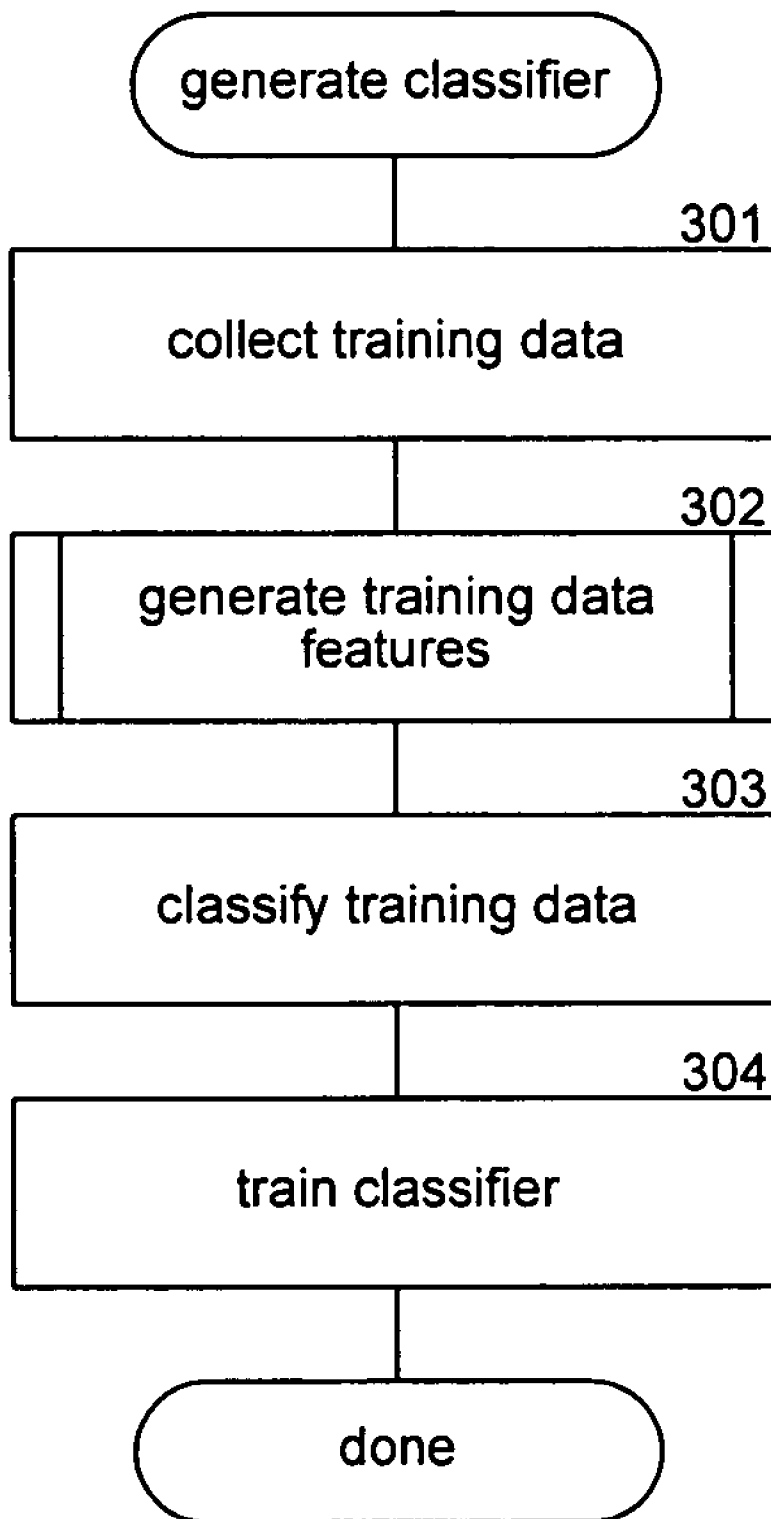 generate classifier
301
collect training data
302
generate training data
features
303
classify training data
304
train classifier
done